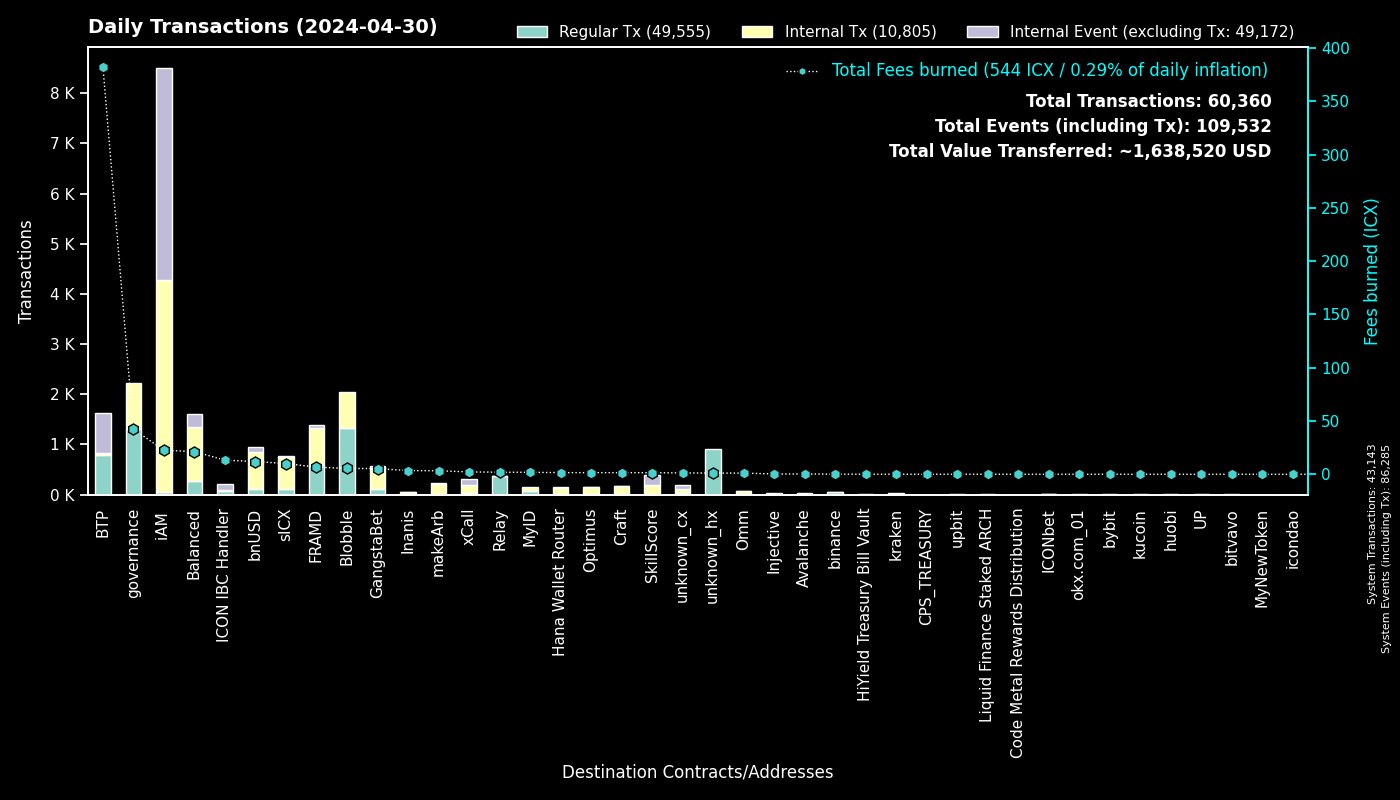 Daily Transactions (2024-04-30)
Regular Tx (49,555)
Internal Tx (10,805)
Internal Event (excluding Tx: 49,172)
Total Fees burned (544 ICX / 0.29% of daily inflation)
Total Transactions: 60,360
Total Events (including Tx): 109,532
Total Value Transferred: ~1,638,520 USD
Transactions
8 K
7 K
6 K
5 K
4 K
3 K
2 K
1 K
0 K
400
350
300
250
200
150
100
50
0
Fees burned (ICX)
BTP
governance
iAM
Balanced
ICON IBC Handler
bnUSD
sICX
FRAMD
Blobble
GangstaBet
Inanis
makeArb
xCall
Relay
MyID
Hana Wallet Router
Optimus
Craft
SkillScore
unknown_cx
unknown_hx
Omm
Injective
Avalanche
binance
HiYield Treasury Bill Vault
kraken
CPS_TREASURY
upbit
Liquid Finance Staked ARCH
Code Metal Rewards Distribution
ICONbet
okx.com_01
bybit
kucoin
huobi
UP
bitvavo
MyNewToken
icondao
Destination Contracts/Addresses
System Transactions: 43,143
System Events (including Tx): 86,285